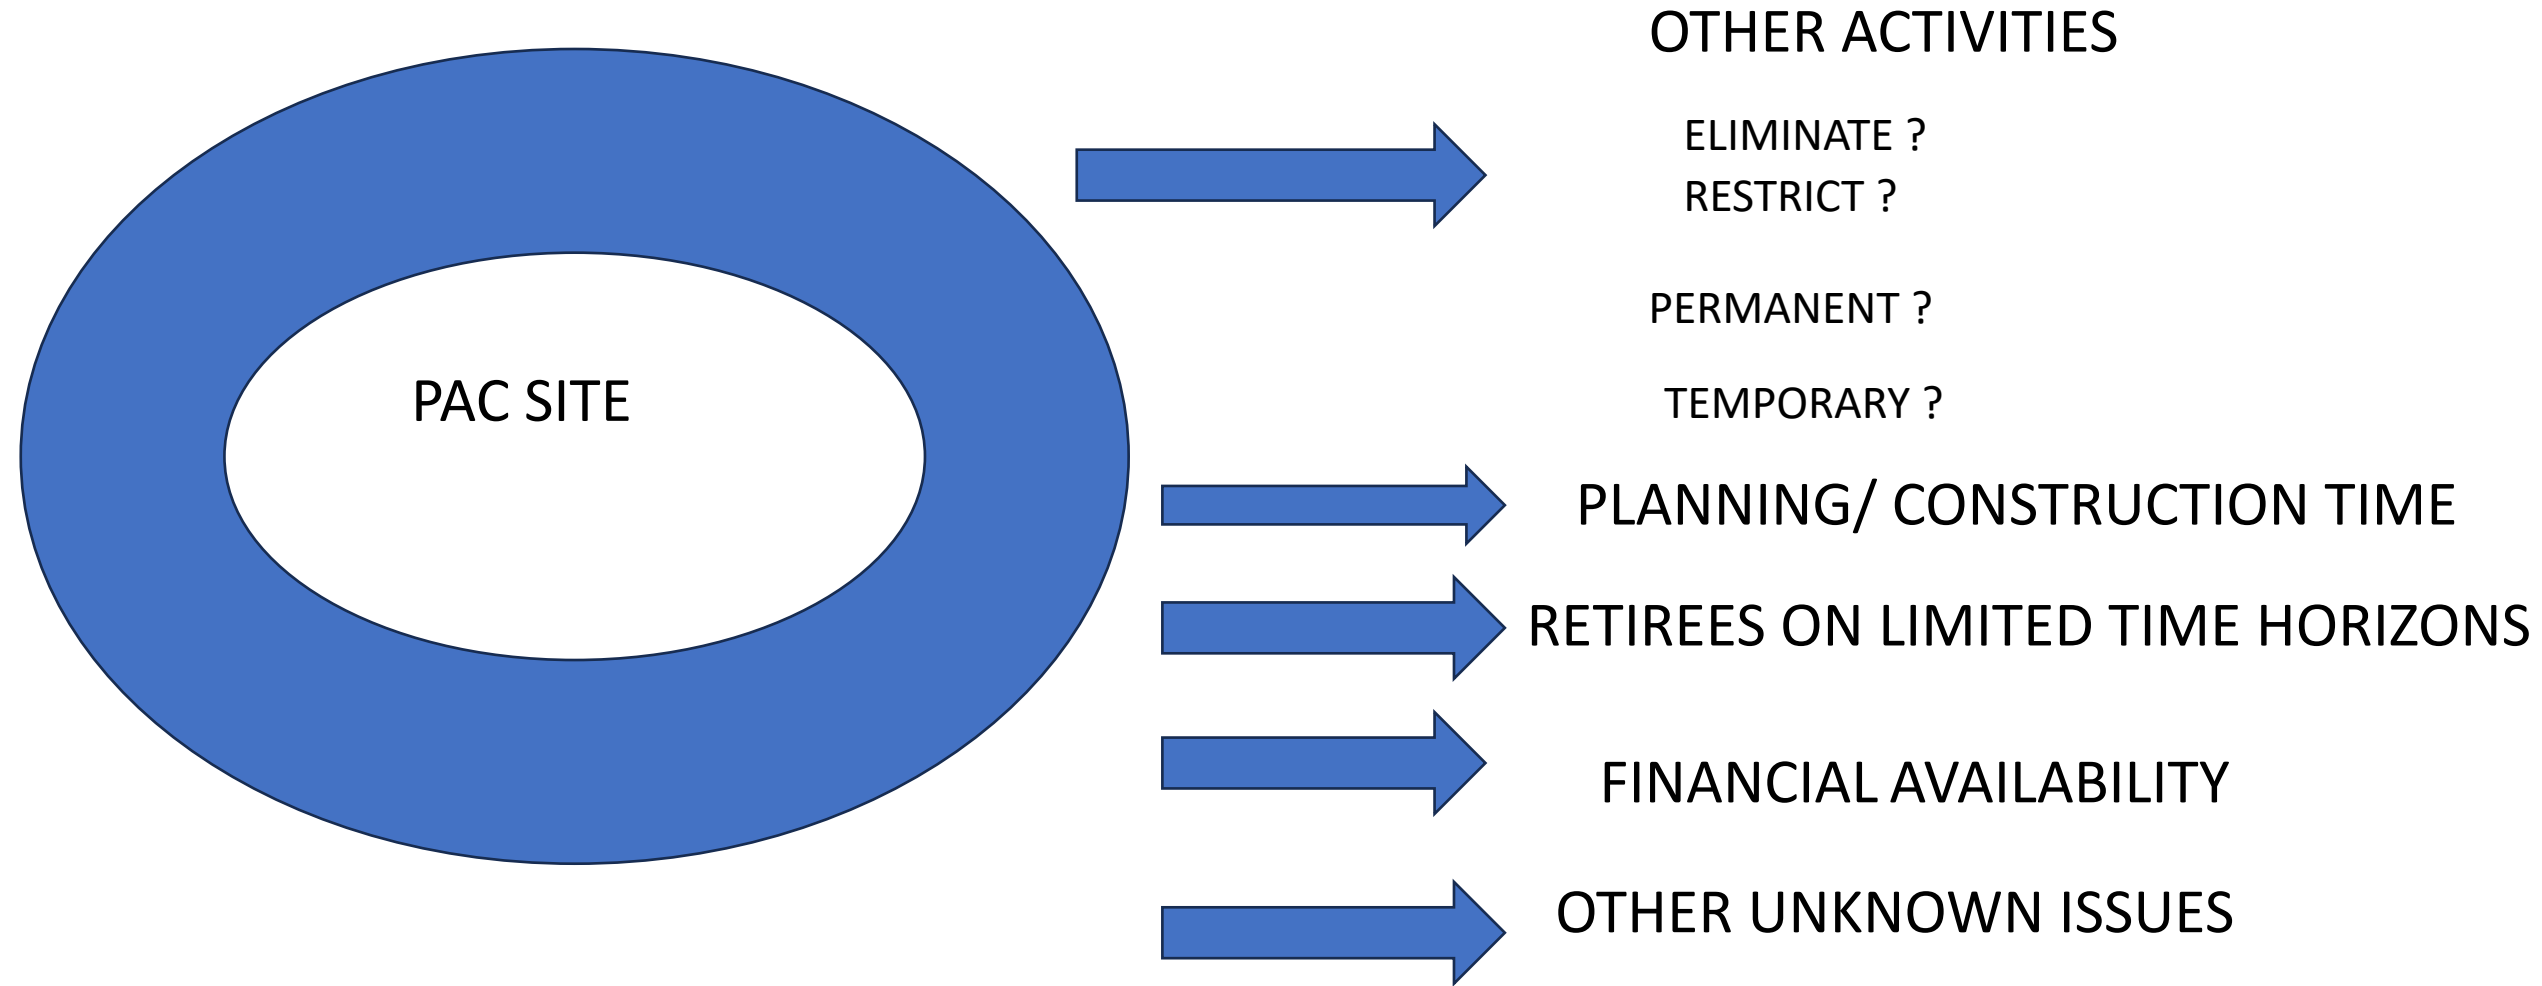 OTHER ACTIVITIES
ELIMINATE ?
RESTRICT ?
PERMANENT ?
PAC SITE
TEMPORARY ?
PLANNING/ CONSTRUCTION TIME
RETIREES ON LIMITED TIME HORIZONS
FINANCIAL AVAILABILITY
OTHER UNKNOWN ISSUES